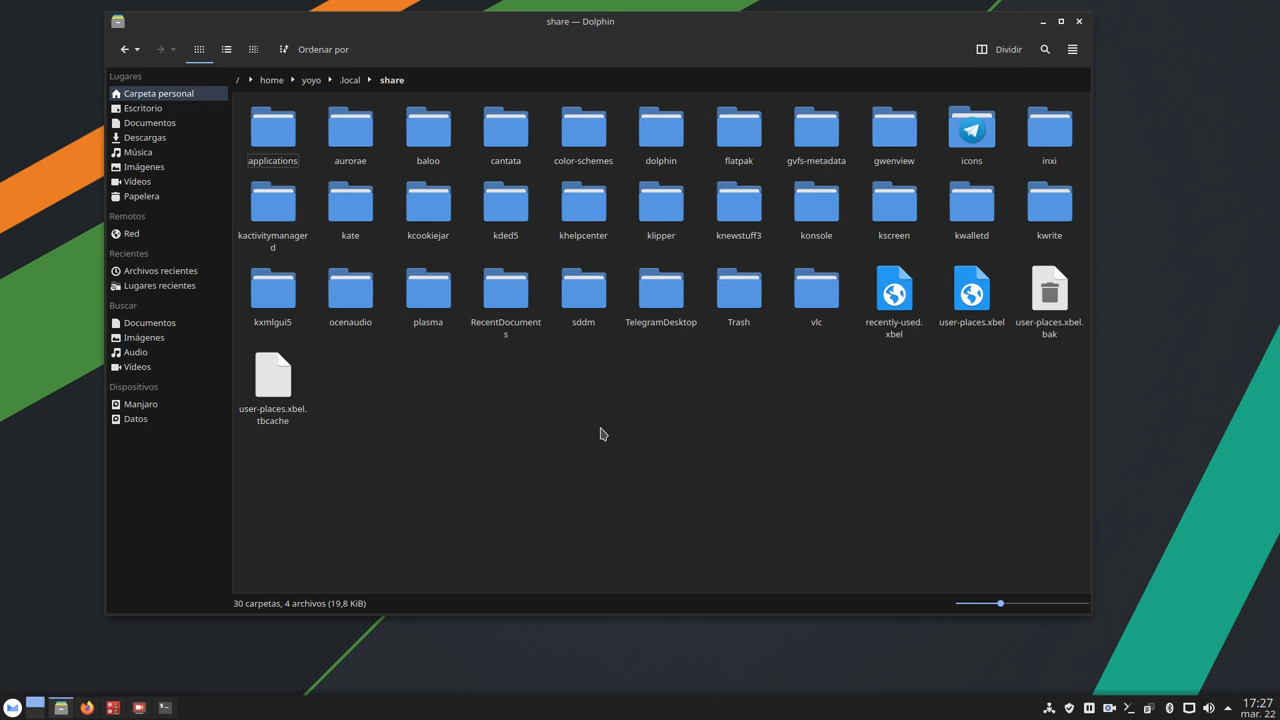 share — Dolphin
Ordenar por
Dividir
Lugares
Carpeta personal
Escritorio
Documentos
Descargas
Música
Imágenes
Vídeos
Papelera
Remotos
Red
Recientes
Archivos recientes
Lugares recientes
Buscar
Documentos
Imágenes
Audio
Vídeos
Dispositivos
Manjaro
Datos
/ home yoyo .local share
applications aurorae baloo cantata color-schemes dolphin flatpak gvfs-metadata gwenview icons inxi
kactivitymanager
d
kate kcookiejar kded5 khelpcenter klipper knewstuff3 konsole kscreen kwalletd kwrite
kxmlgui5 ocenaudio plasma
RecentDocument
s
sddm TelegramDesktop Trash vlc
recently-used.
xbel
user-places.xbel
user-places.xbel.
bak
user-places.xbel.
tbcache
30 carpetas, 4 archivos (19,8 KiB)
17:27
mar. 22